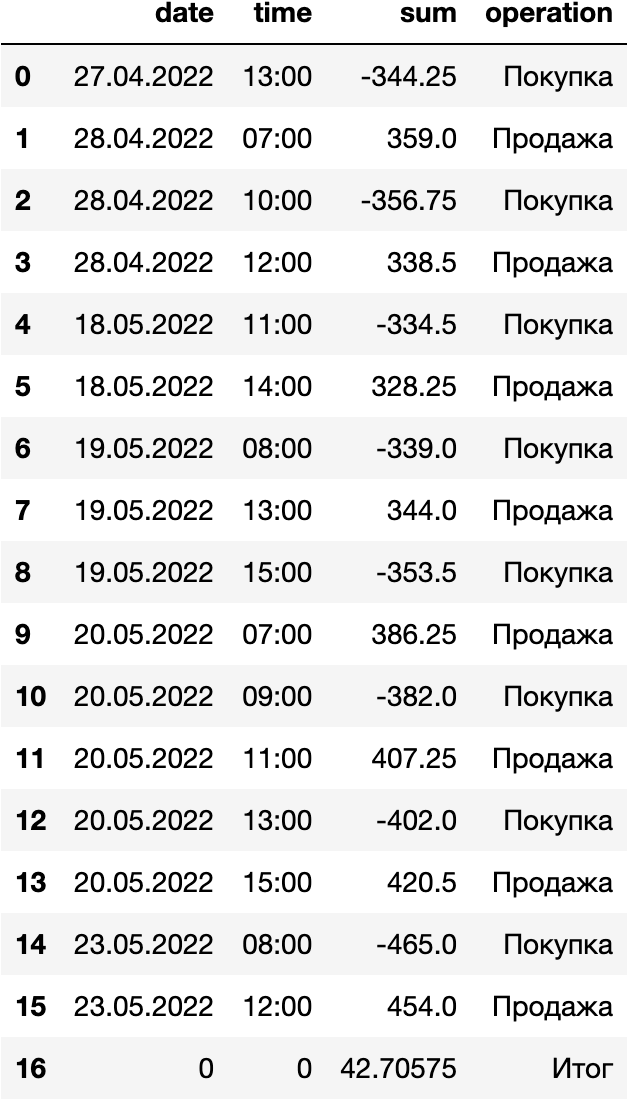 date time sum operation
0 27.04.2022 13:00 -344.25 Покупка
1 28.04.2022 07:00 359.0 Продажа
2 28.04.2022 10:00 -356.75 Покупка
3 28.04.2022 12:00 338.5 Продажа
4 18.05.2022 11:00 -334.5 Покупка
5 18.05.2022 14:00 328.25 Продажа
6 19.05.2022 08:00 -339.0 Покупка
7 19.05.2022 13:00 344.0 Продажа
8 19.05.2022 15:00 -353.5 Покупка
9 20.05.2022 07:00 386.25 Продажа
10 20.05.2022 09:00 -382.0 Покупка
11 20.05.2022 11:00 407.25 Продажа
12 20.05.2022 13:00 -402.0 Покупка
13 20.05.2022 15:00 420.5 Продажа
14 23.05.2022 08:00 -465.0 Покупка
15 23.05.2022 12:00 454.0 Продажа
16 0 0 42.70575 Итог